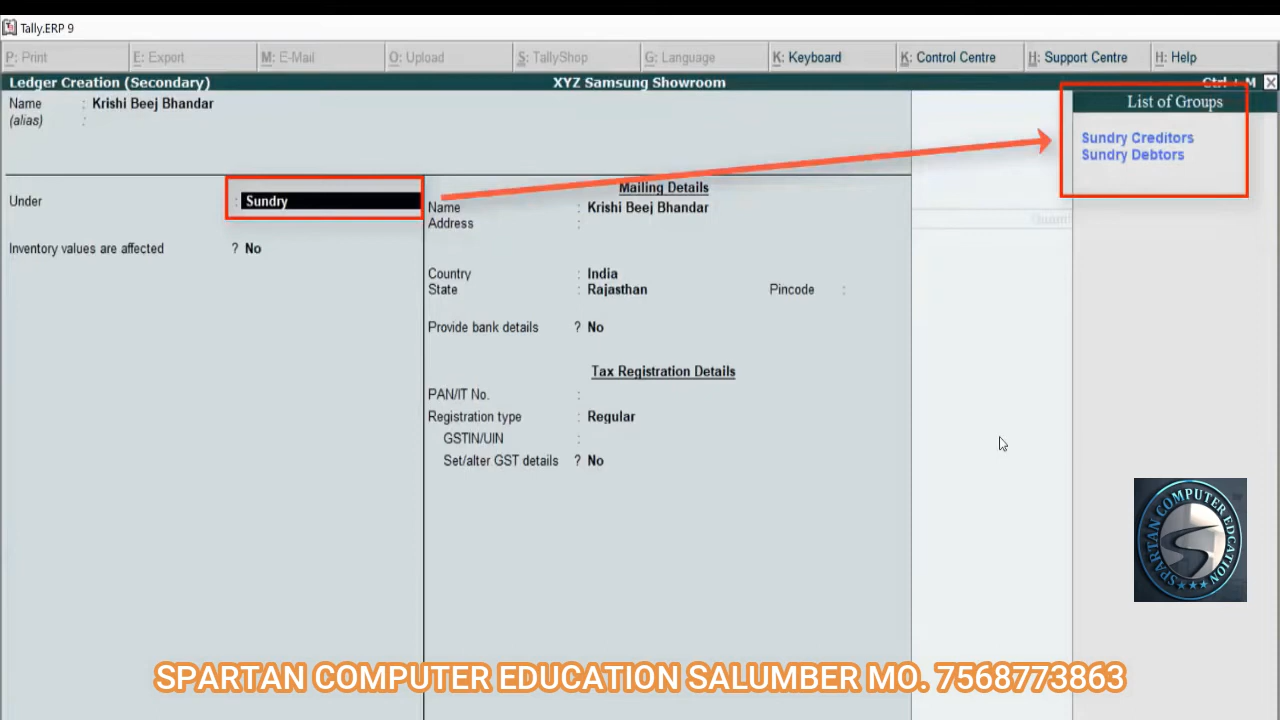 Tally.ERP 9
P: Print E: Export M: E-Mail O: Upload S: TallyShop G: Language K: Keyboard K: Control Centre H: Support Centre H: Help
Ledger Creation (Secondary) XYZ Samsung Showroom Ctrl + M
Name : Krishi Beej Bhandar
(alias) :
List of Groups
Sundry Creditors
Sundry Debtors
Under : Sundry
Inventory values are affected ? No
Mailing Details
Name : Krishi Beej Bhandar
Address :
Country : India
State : Rajasthan Pincode :
Provide bank details ? No
Tax Registration Details
PAN/IT No. :
Registration type : Regular
GSTIN/UIN :
Set/alter GST details ? No
SPARTAN COMPUTER EDCATION
SPARTAN COMPUTER EDUCATION SALUMBER MO. 7568773863